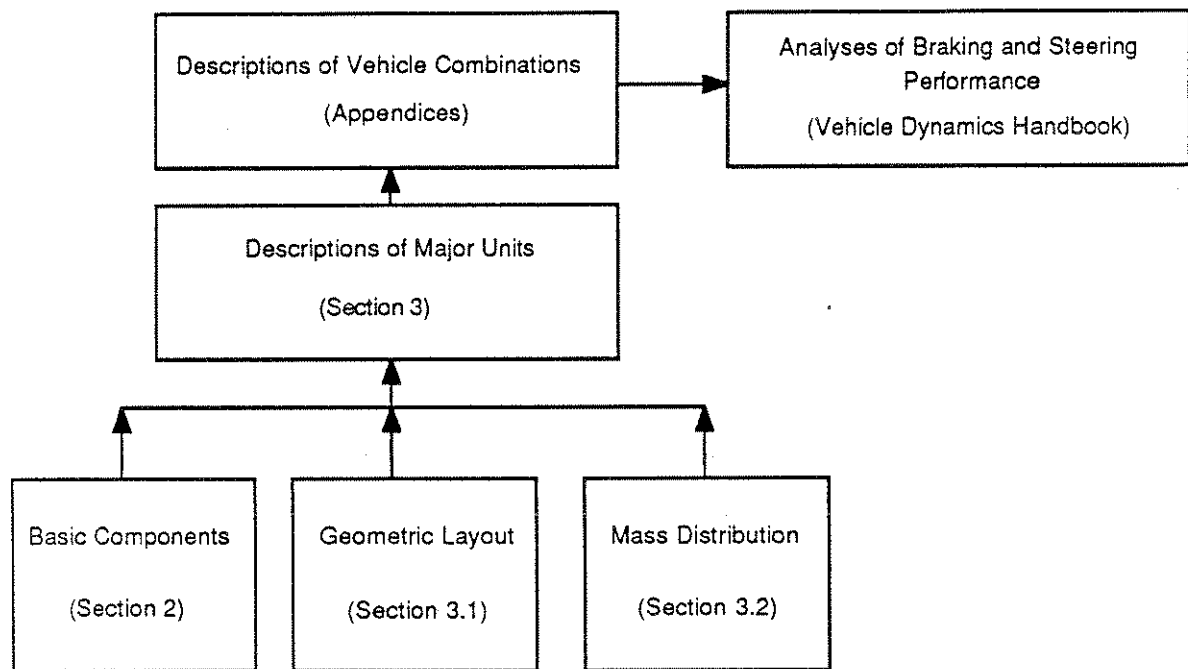 Descriptions of Vehicle Combinations
(Appendices)
Analyses of Braking and Steering
Performance
(Vehicle Dynamics Handbook)
Descriptions of Major Units
(Section 3)
Basic Components
(Section 2)
Geometric Layout
(Section 3.1)
Mass Distribution
(Section 3.2)